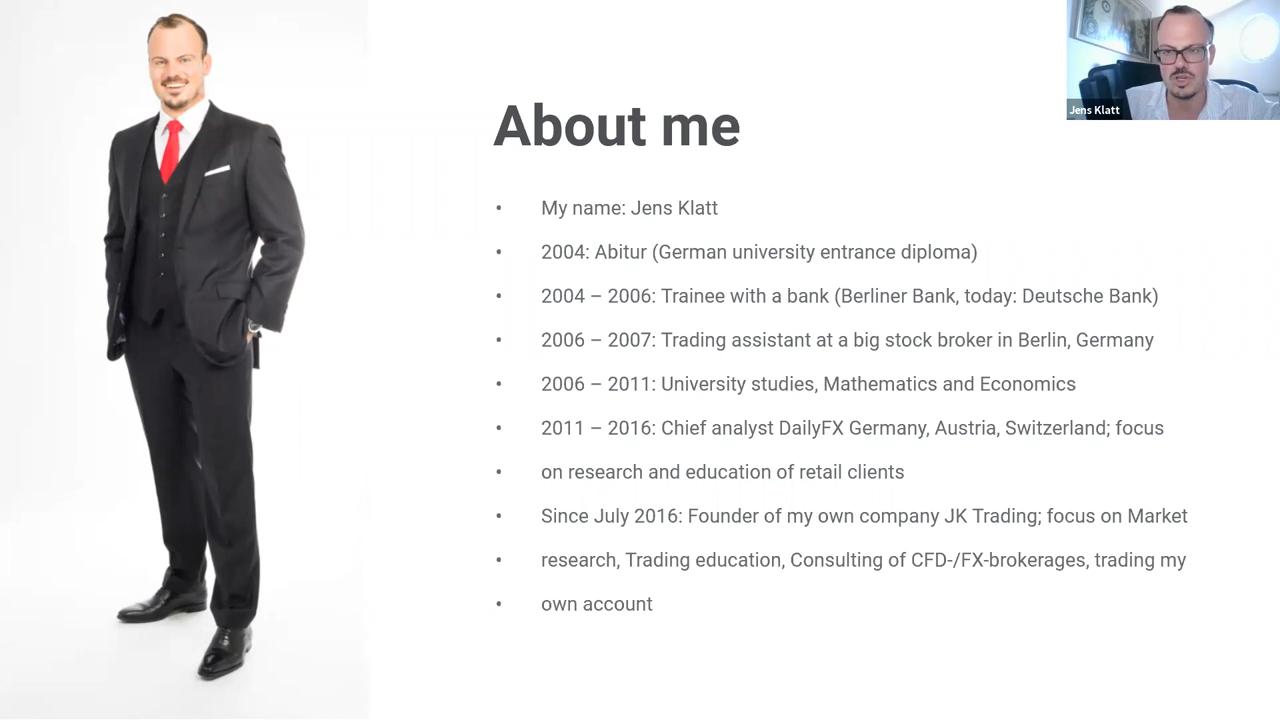 Jens Klatt
About me
• My name: Jens Klatt
• 2004: Abitur (German university entrance diploma)
• 2004 – 2006: Trainee with a bank (Berliner Bank, today: Deutsche Bank)
• 2006 – 2007: Trading assistant at a big stock broker in Berlin, Germany
• 2006 – 2011: University studies, Mathematics and Economics
• 2011 – 2016: Chief analyst DailyFX Germany, Austria, Switzerland; focus
• on research and education of retail clients
• Since July 2016: Founder of my own company JK Trading; focus on Market
• research, Trading education, Consulting of CFD-/FX-brokerages, trading my
• own account